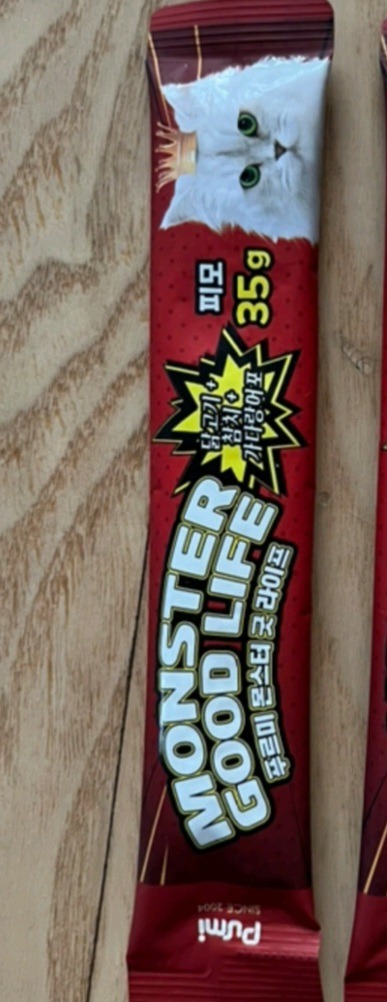 MONSTER
GOOD LIFE
푸르미 몬스터 굿 라이프
닭고기+
참치+
가다랑어포
피모
35g
Pumi
SINCE 2004